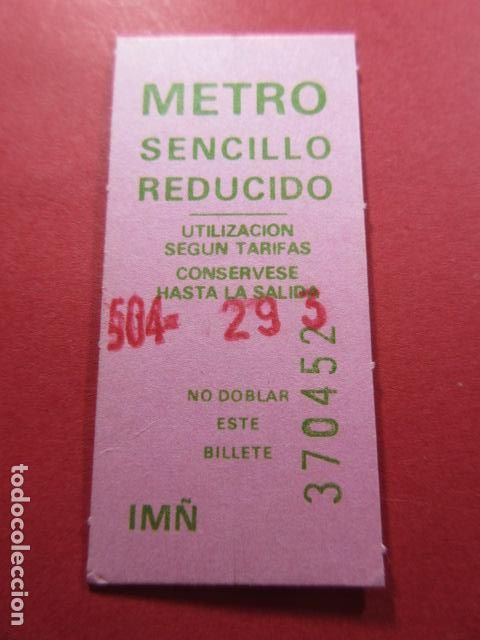 METRO
SENCILLO
REDUCIDO
UTILIZACION
SEGUN TARIFAS
CONSERVESE
HASTA LA SALIDA
504- 29 3
370452
NO DOBLAR
ESTE
BILLETE
IMÑ
todocoleccion